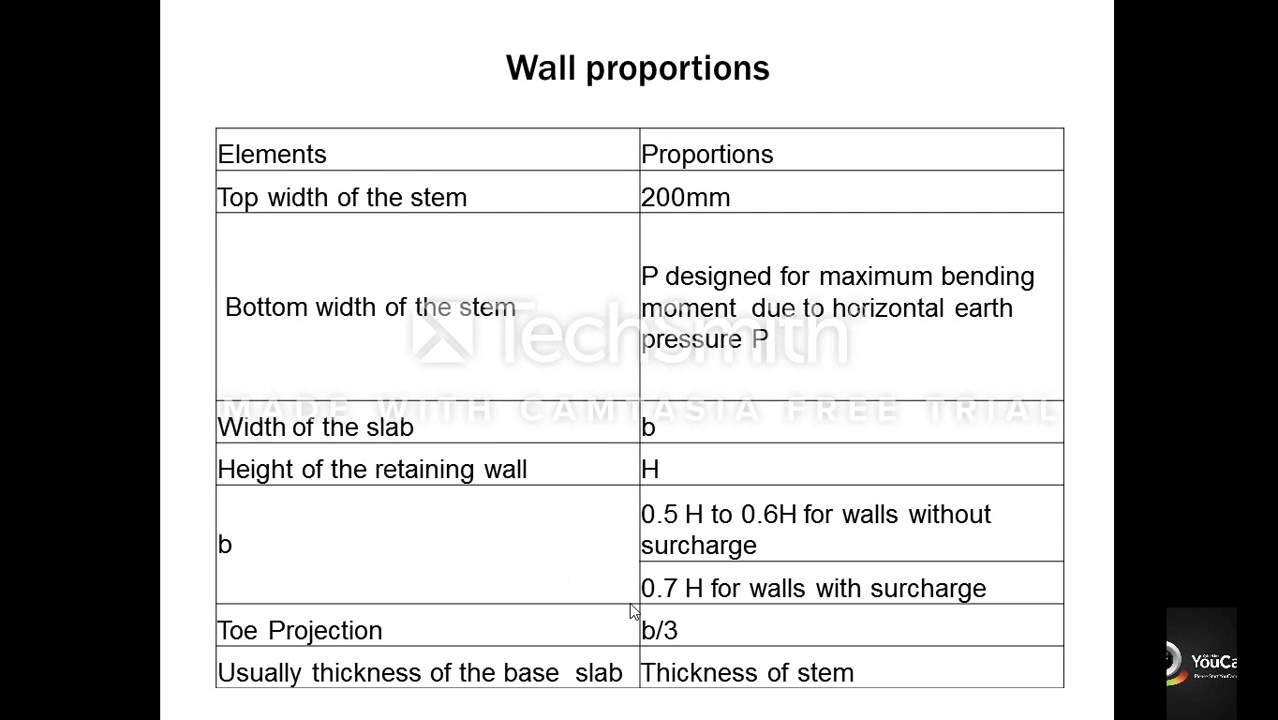 Wall proportions
Elements
Proportions
Top width of the stem
200mm
Bottom width of the stem
P designed for maximum bending
moment due to horizontal earth
pressure P
TechSmith
MADE WITH CAMTASIA FREE TRIAL
Width of the slab
b
Height of the retaining wall
H
b
0.5 H to 0.6H for walls without
surcharge
0.7 H for walls with surcharge
Toe Projection
b/3
Usually thickness of the base slab
Thickness of stem
YouCa